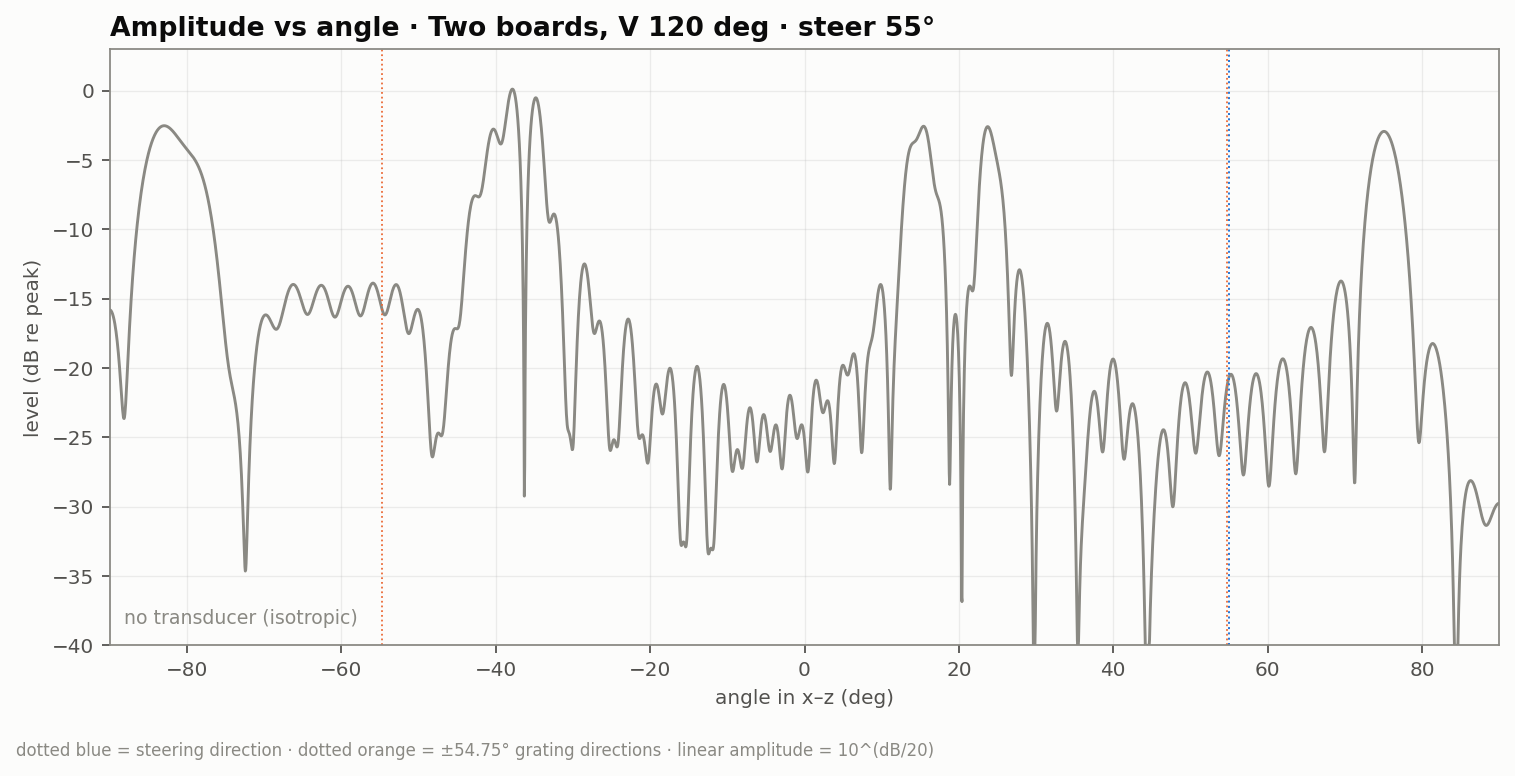 Amplitude vs angle · Two boards, V 120 deg · steer 55°
level (dB re peak)
0
−5
−10
−15
−20
−25
−30
−35
−40
no transducer (isotropic)
−80 −60 −40 −20 0 20 40 60 80
angle in x–z (deg)
dotted blue = steering direction · dotted orange = ±54.75° grating directions · linear amplitude = 10^(dB/20)